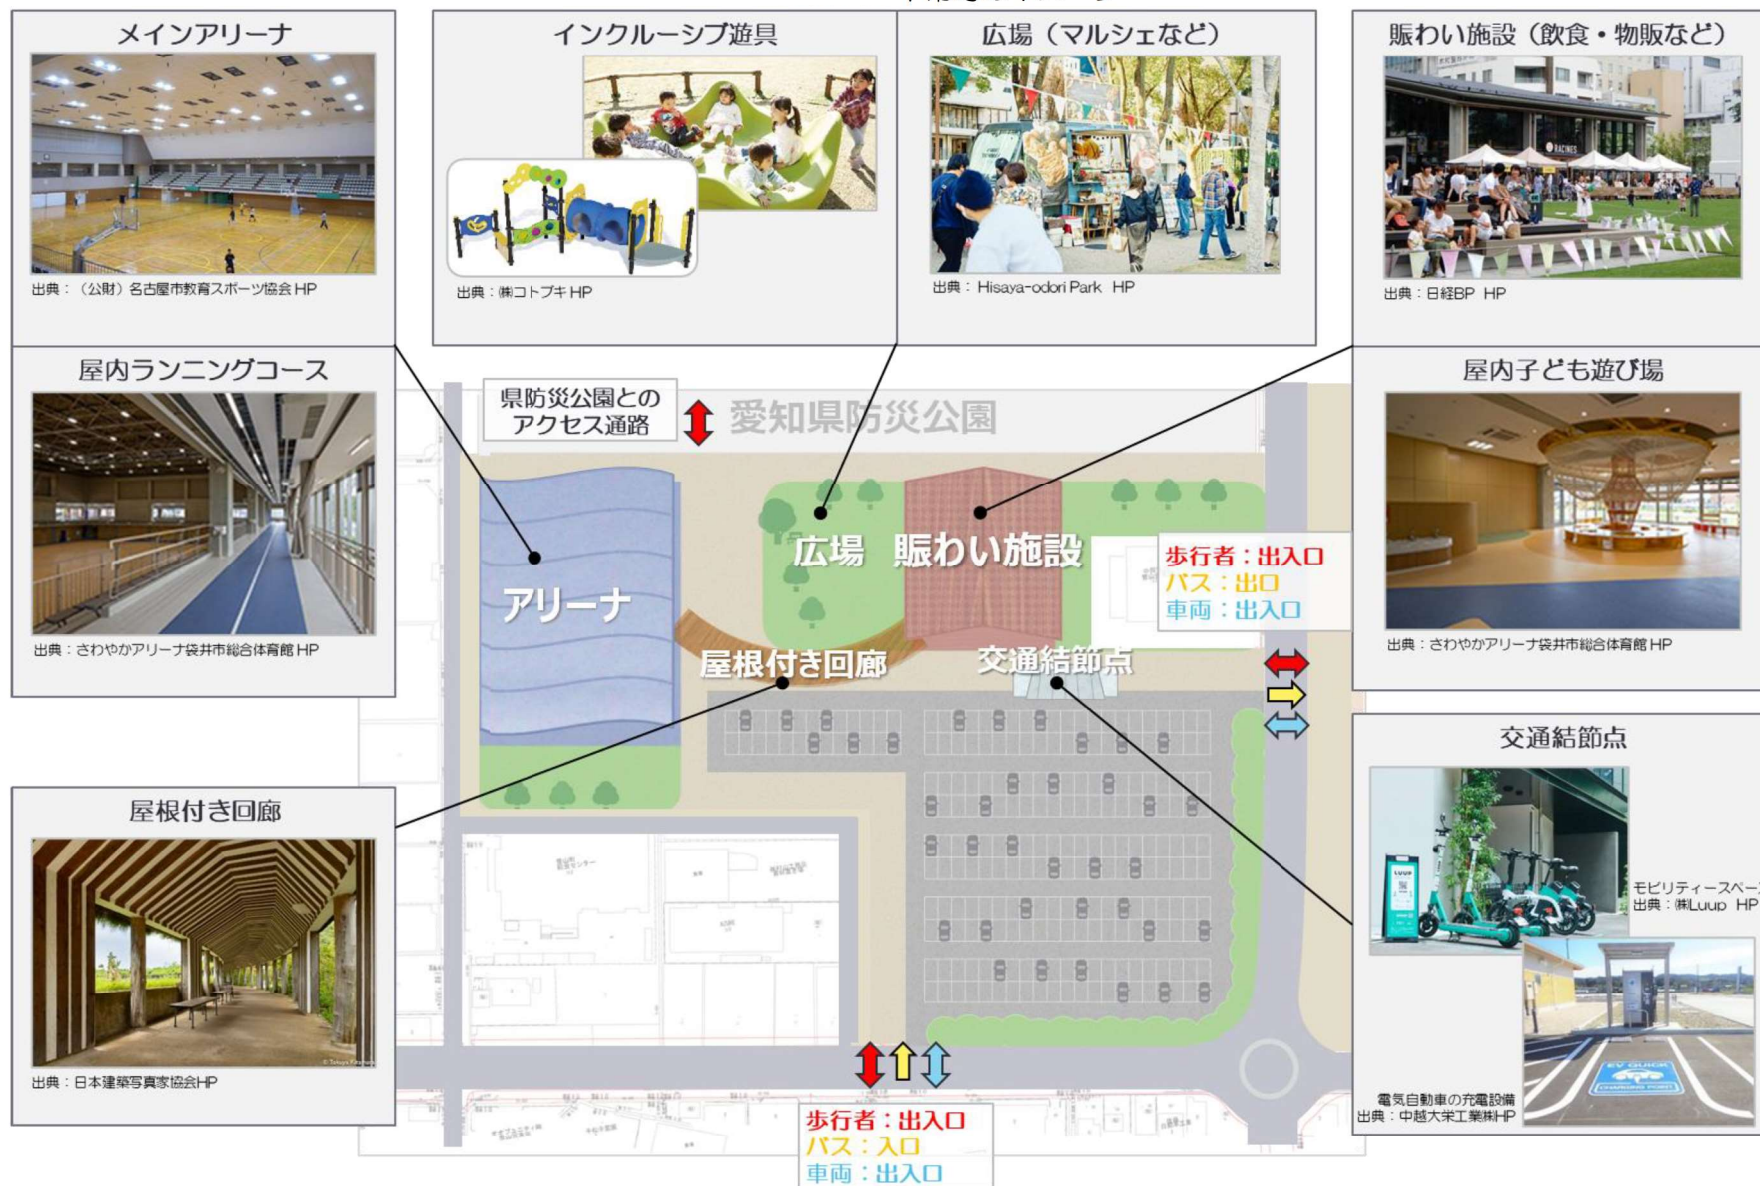 メインアリーナ
出典：（公財）名古屋市教育スポーツ協会 HP
インクルーシブ遊具
出典：㈱コトブキ HP
広場（マルシェなど）
出典： Hisaya-odori Park HP
賑わい施設（飲食・物販など）
RACINES
出典：日経BP HP
屋内ランニングコース
出典：さわやかアリーナ袋井市総合体育館 HP
県防災公園との
アクセス通路
愛知県防災公園
屋内子ども遊び場
出典：さわやかアリーナ袋井市総合体育館 HP
アリーナ
広場
賑わい施設
歩行者：出入口
バス：出口
車両：出入口
屋根付き回廊
交通結節点
屋根付き回廊
出典：日本建築写真家協会HP
交通結節点
LUUP
モビリティースペース
出典：㈱Luup HP
EV QUICK
CHARGING POINT
電気自動車の充電設備
出典：中越大栄工業㈱HP
歩行者：出入口
バス：入口
車両：出入口